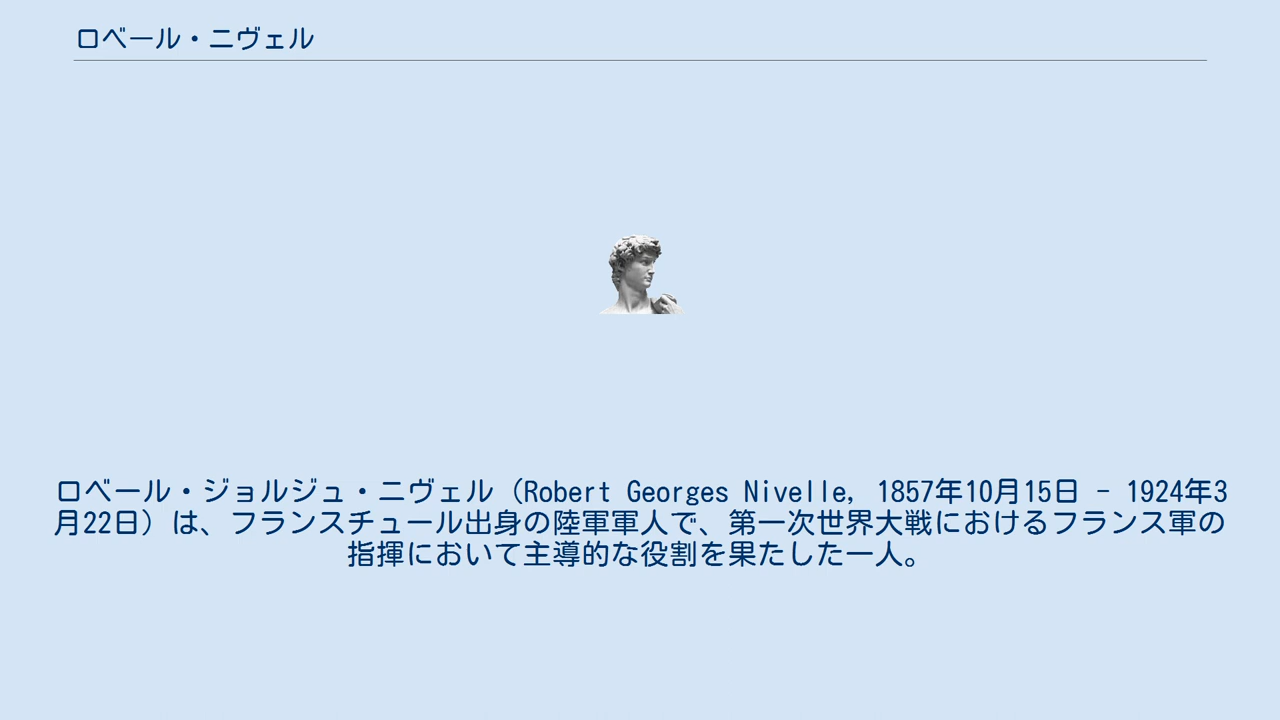 ロベール・ニヴェル
ロベール・ジョルジュ・ニヴェル（Robert Georges Nivelle, 1857年10月15日 - 1924年3
月22日）は、フランスチュール出身の陸軍軍人で、第一次世界大戦におけるフランス軍の
指揮において主導的な役割を果たした一人。